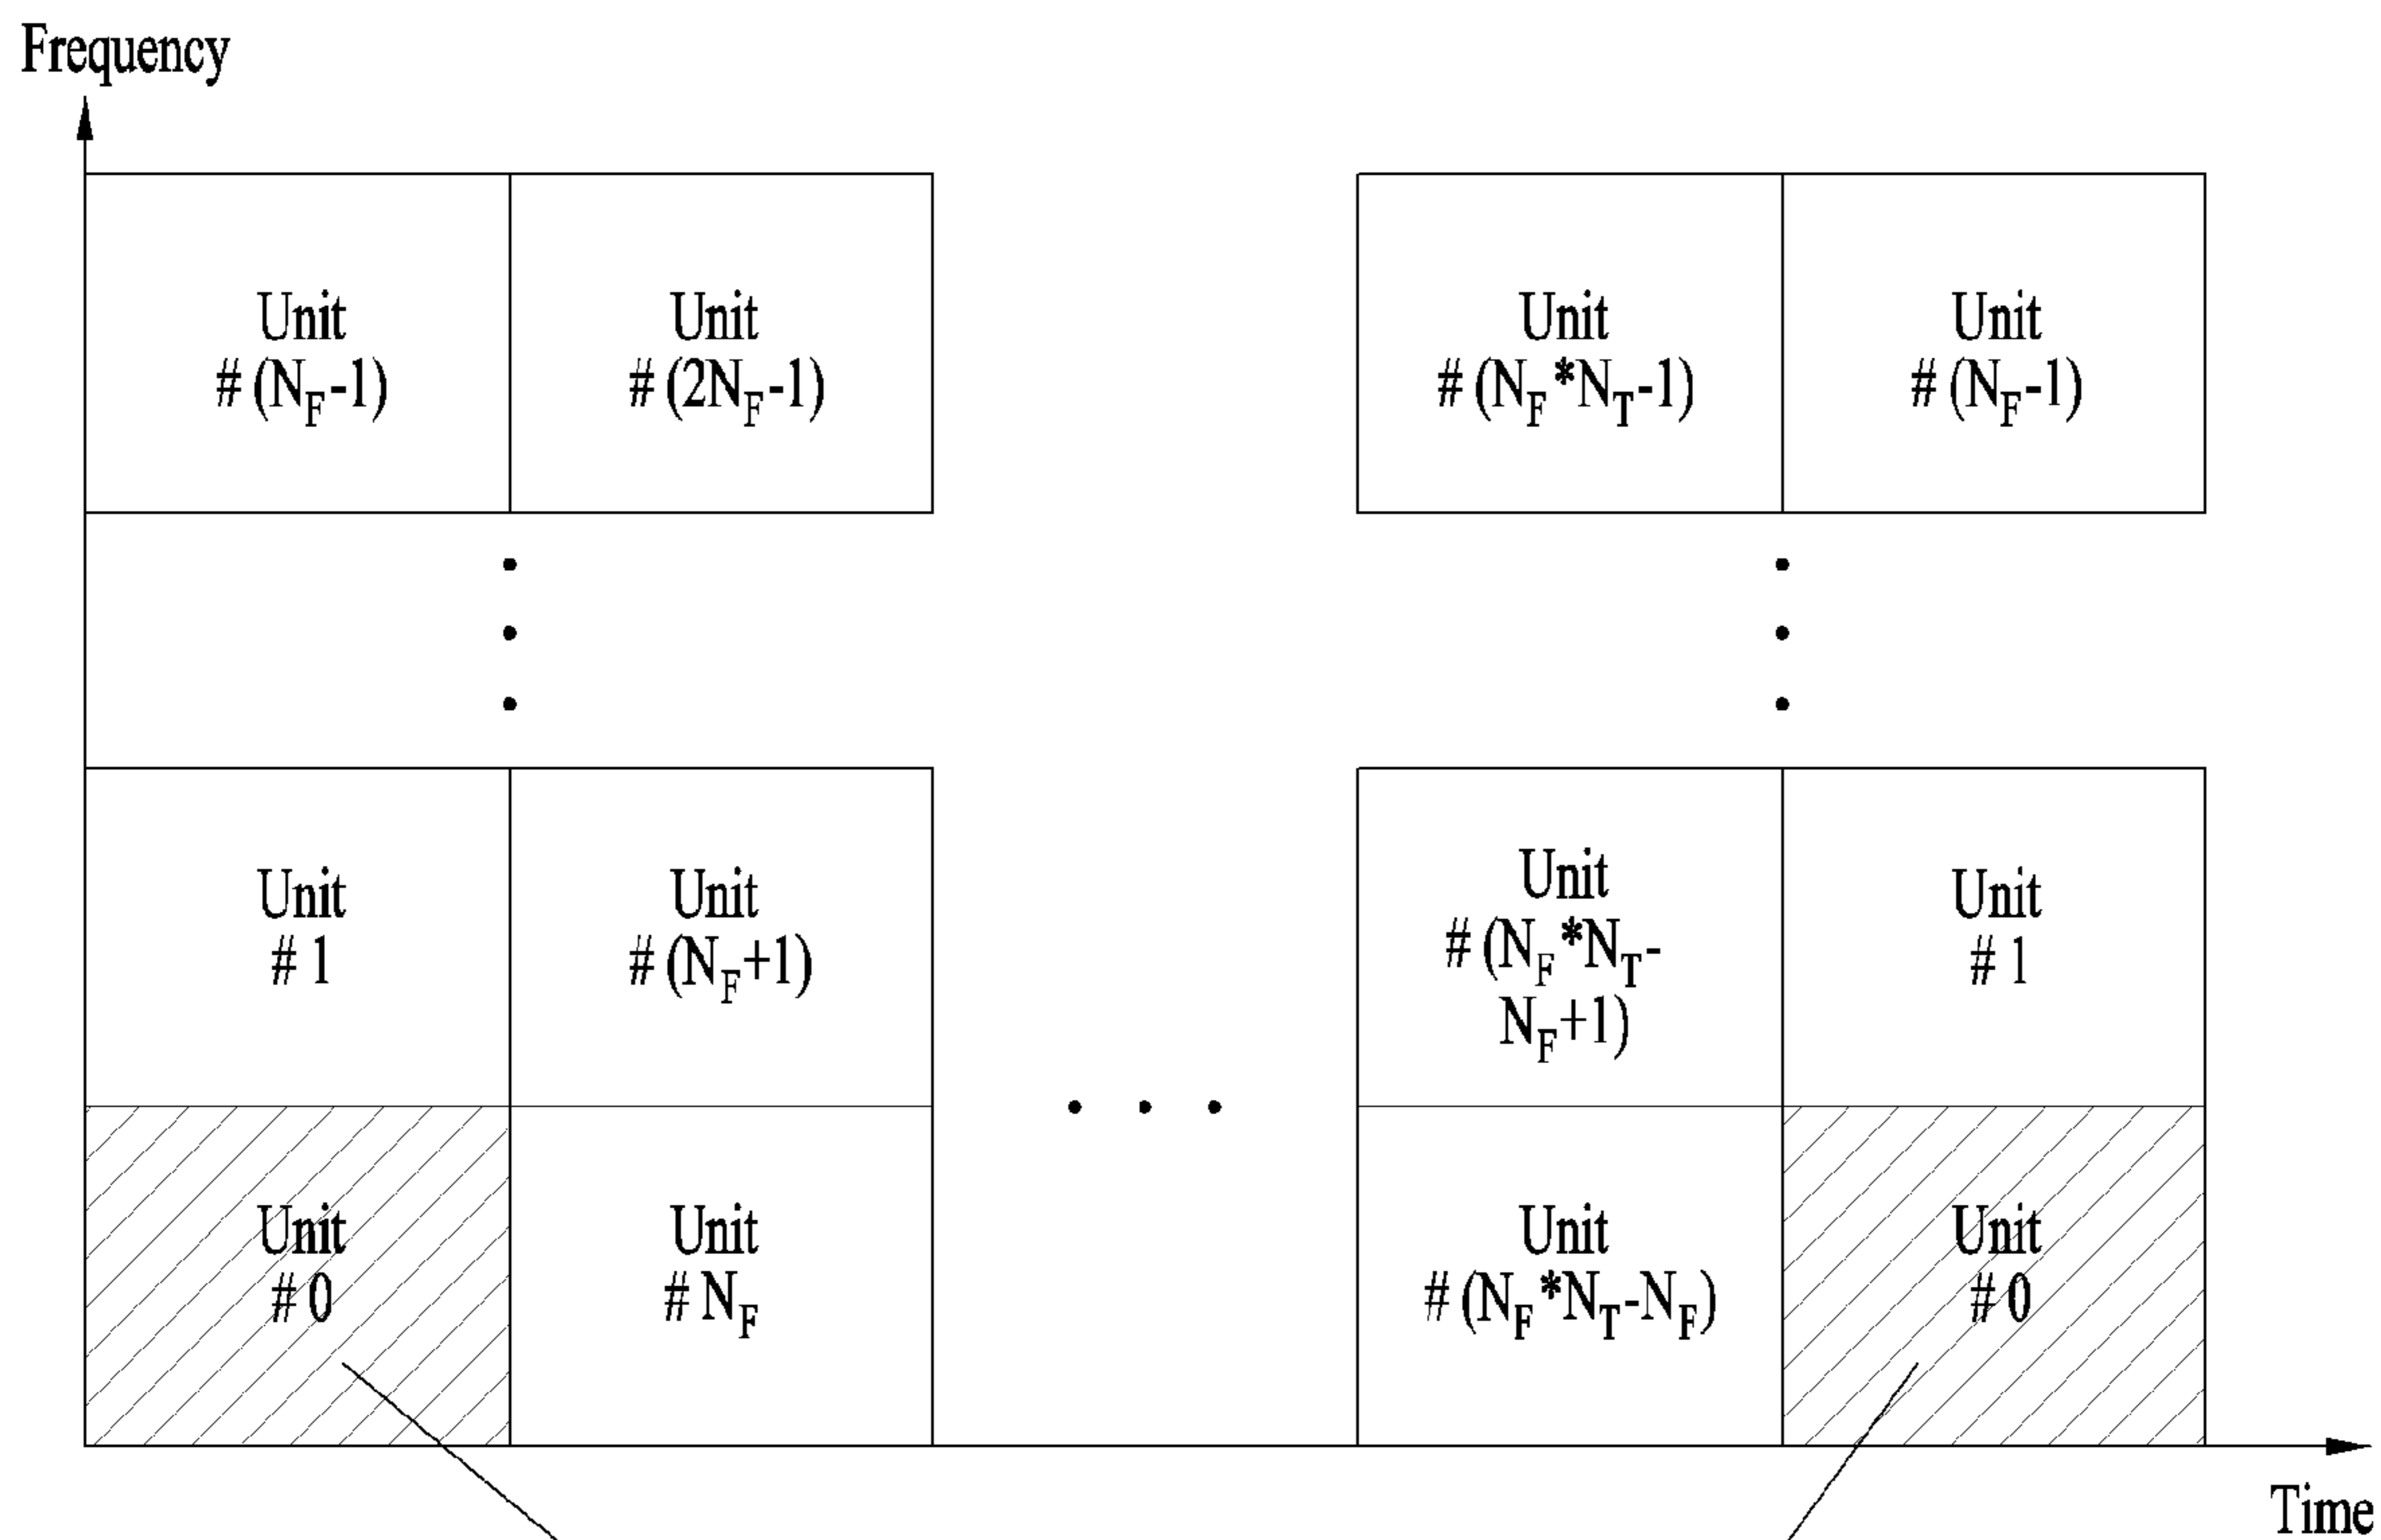 Frequency
Unit
# (N_F-1)
Unit
# (2N_F-1)
Unit
# (N_F*N_T-1)
Unit
# (N_F-1)
Unit
# 1
Unit
# (N_F+1)
Unit
# (N_F*N_T-
N_F+1)
Unit
# 1
Unit
# 0
Unit
# N_F
Unit
# (N_F*N_T-N_F)
Unit
# 0
Time